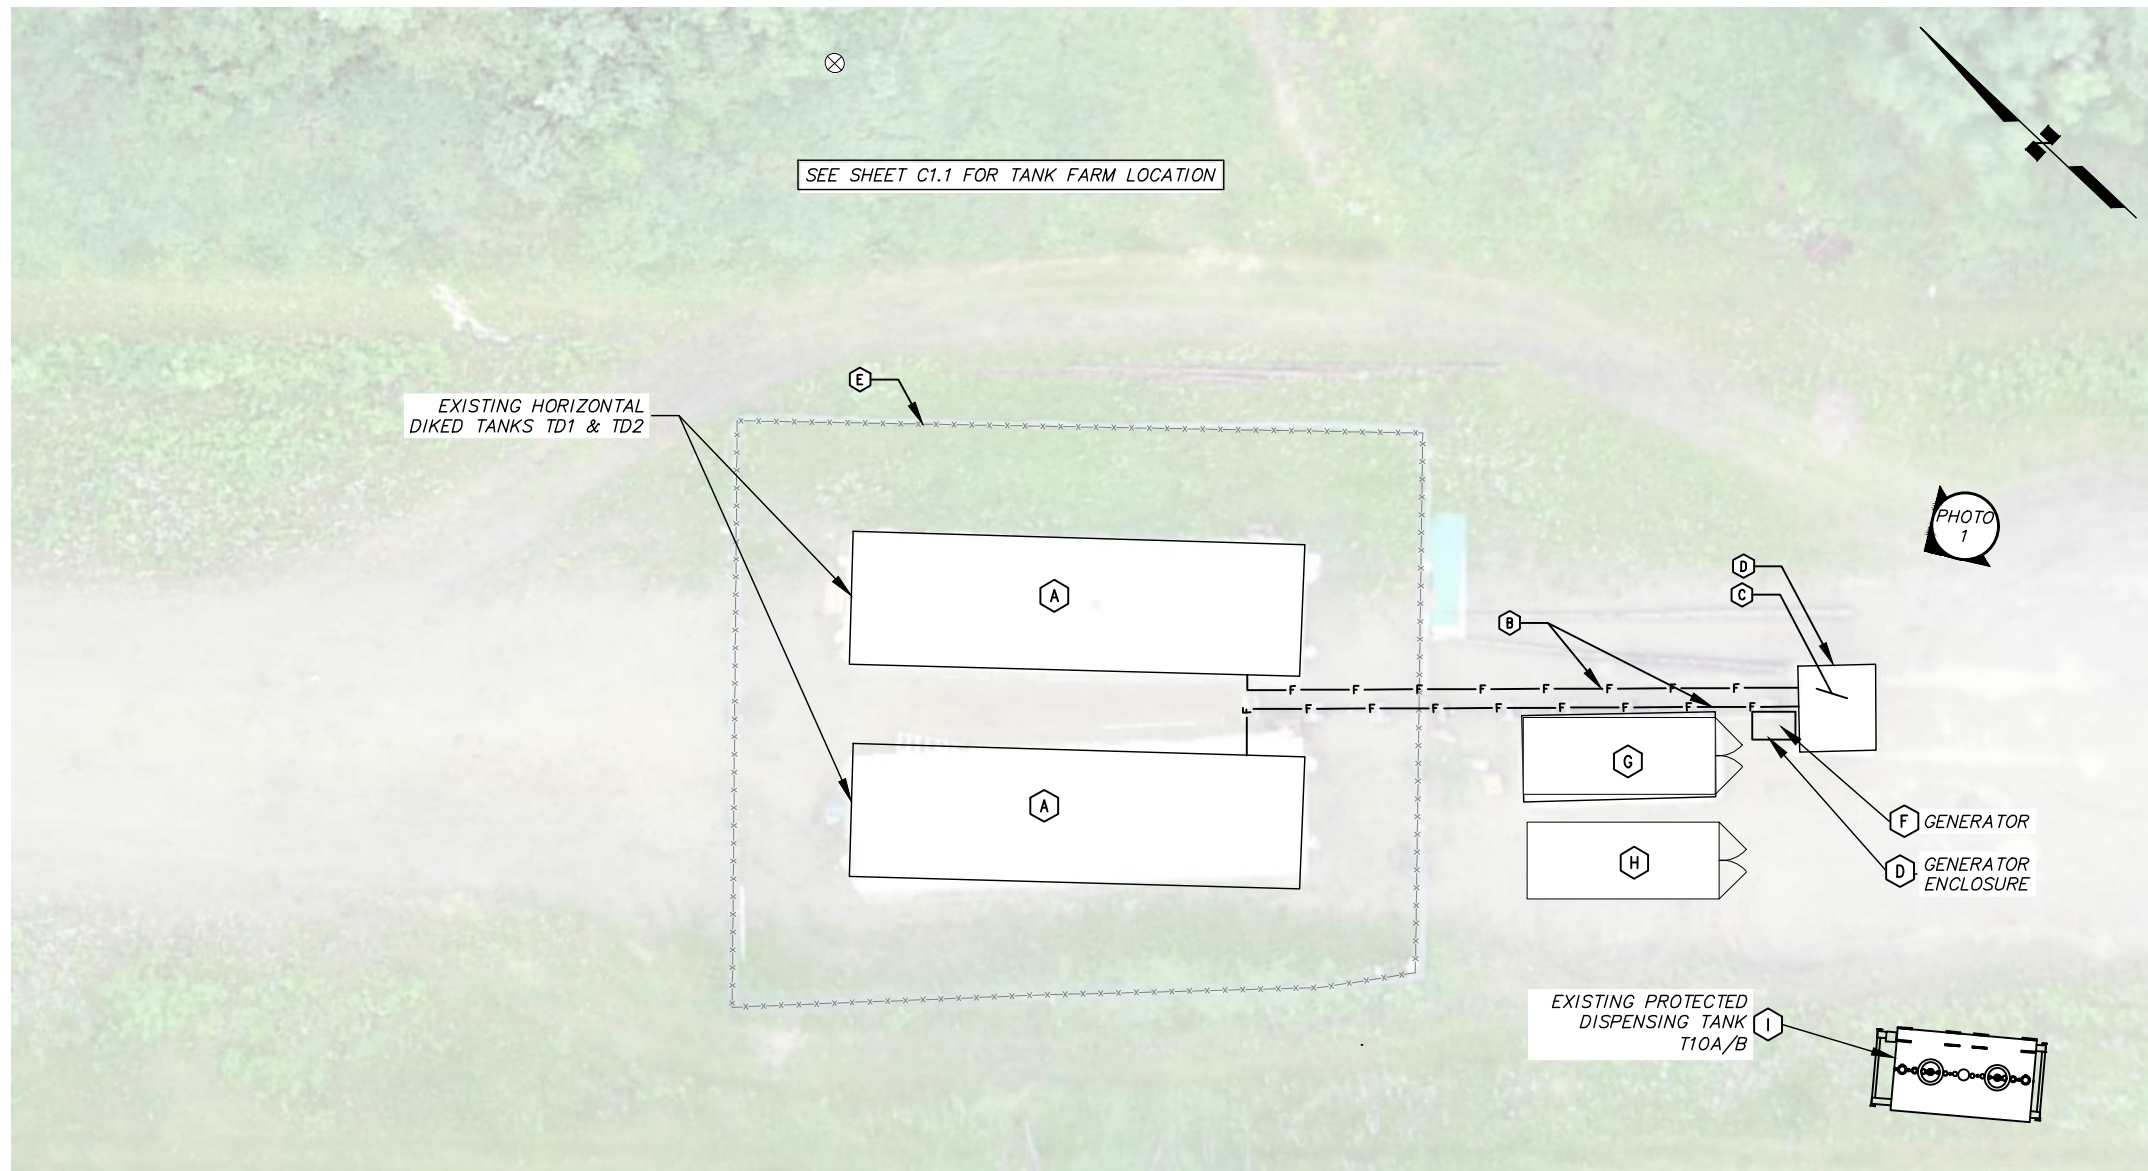 SEE SHEET C1.1 FOR TANK FARM LOCATION
N
E
EXISTING HORIZONTAL
DIKED TANKS TD1 & TD2
PHOTO
1
A
D
C
B
F F F F F F F F
F F F F F F F F F
G
A
F GENERATOR
H
D GENERATOR
ENCLOSURE
EXISTING PROTECTED
DISPENSING TANK
T10A/B
I